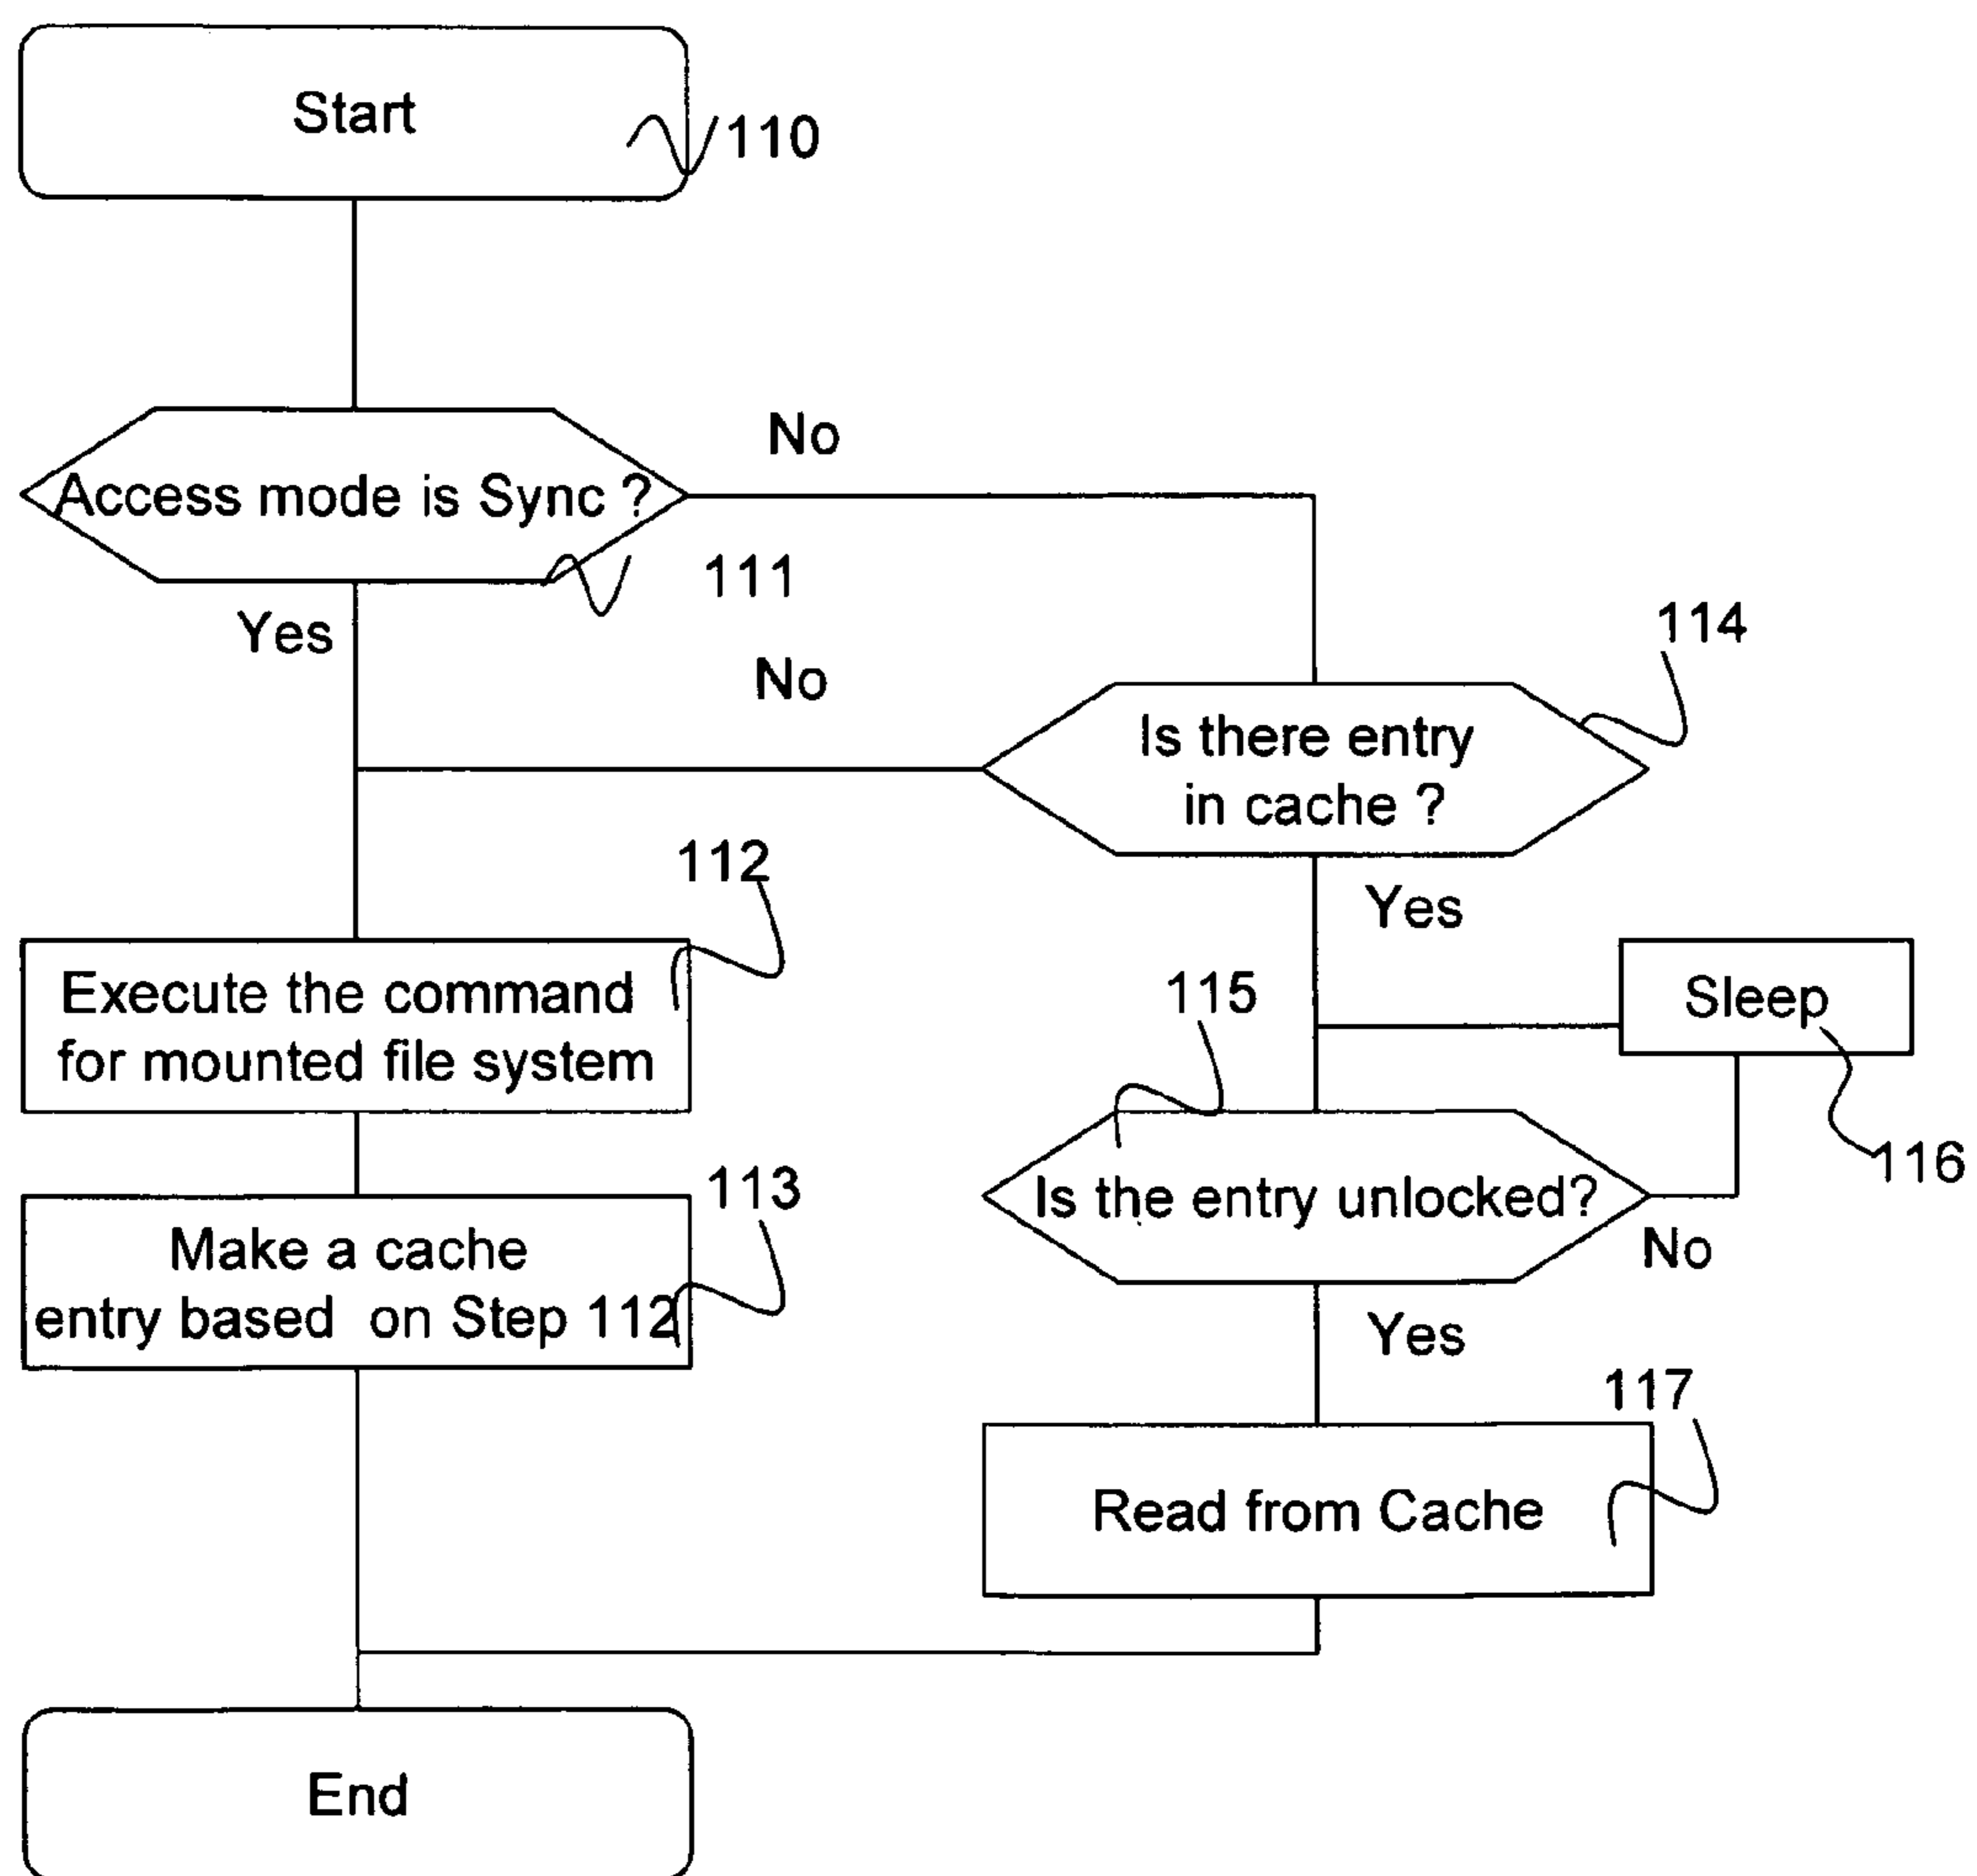 Start
110
Access mode is Sync ?
No
111
Yes
No
114
Is there entry
in cache ?
Yes
112
Execute the command
for mounted file system
115
Sleep
116
113
Make a cache
entry based on Step 112
Is the entry unlocked?
No
Yes
117
Read from Cache
End